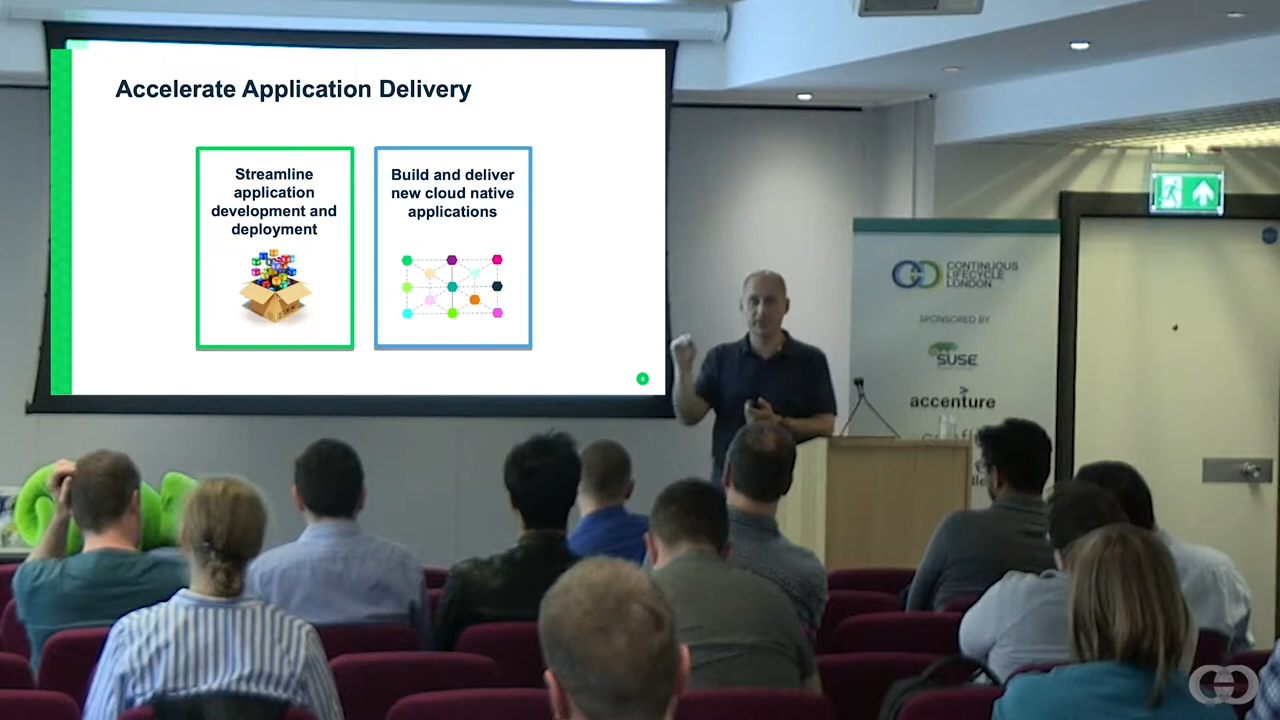 Accelerate Application Delivery
Streamline
application
development and
deployment
Build and deliver
new cloud native
applications
CONTINUOUS
LIFECYCLE
LONDON
SPONSORED BY
SUSE
accenture